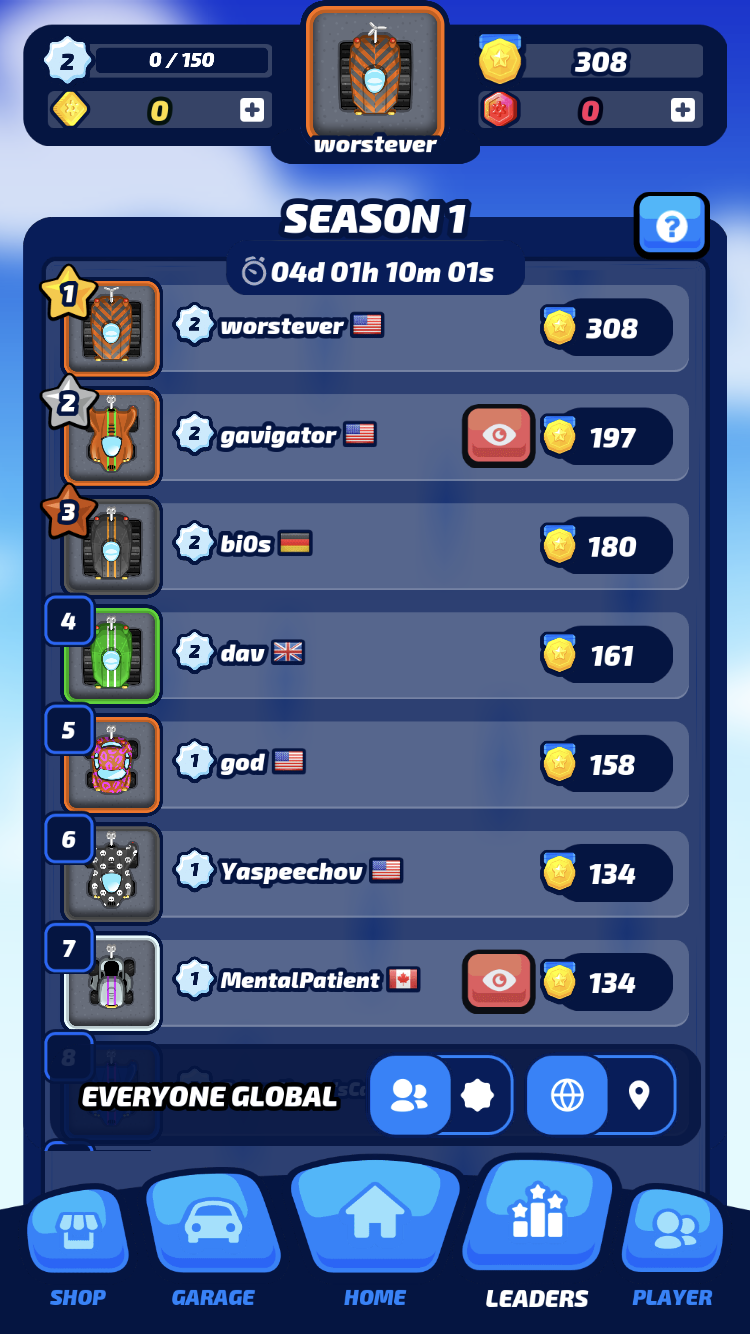 2
0 / 150
308
0
0
worstever
SEASON 1
04d 01h 10m 01s
1
2 worstever 308
2
2 gavigator 197
3
2 bi0s 180
4
2 dav 161
5
1 god 158
6
1 Yaspeechov 134
7
1 MentalPatient 134
8
EVERYONE GLOBAL
SHOP GARAGE HOME LEADERS PLAYER